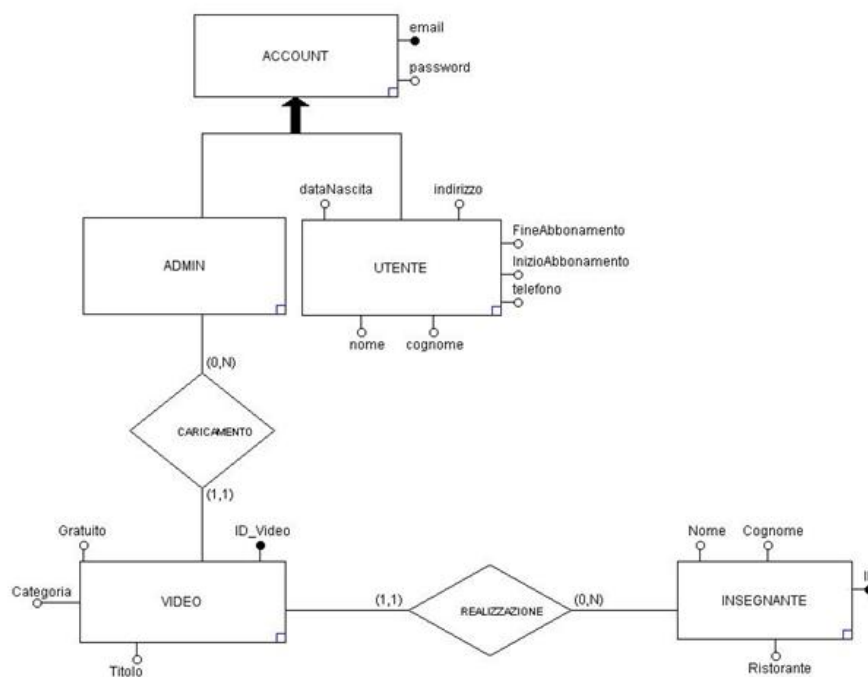 email
ACCOUNT
password
dataNascita
indirizzo
FineAbbonamento
ADMIN
UTENTE
InizioAbbonamento
telefono
nome
cognome
(0,N)
CARICAMENTO
(1,1)
Gratuito
ID_Video
Nome
Cognome
Categoria
VIDEO
(1,1)
REALIZZAZIONE
(0,N)
INSEGNANTE
Titolo
Ristorante